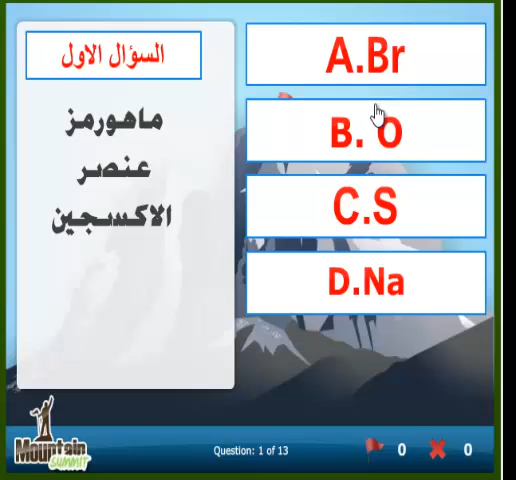 السؤال الاول
ماهورمز
عنصر
الاكسجين
A.Br
B. O
C.S
D.Na
Mountain
SUMMIT
Question: 1 of 13
0
0